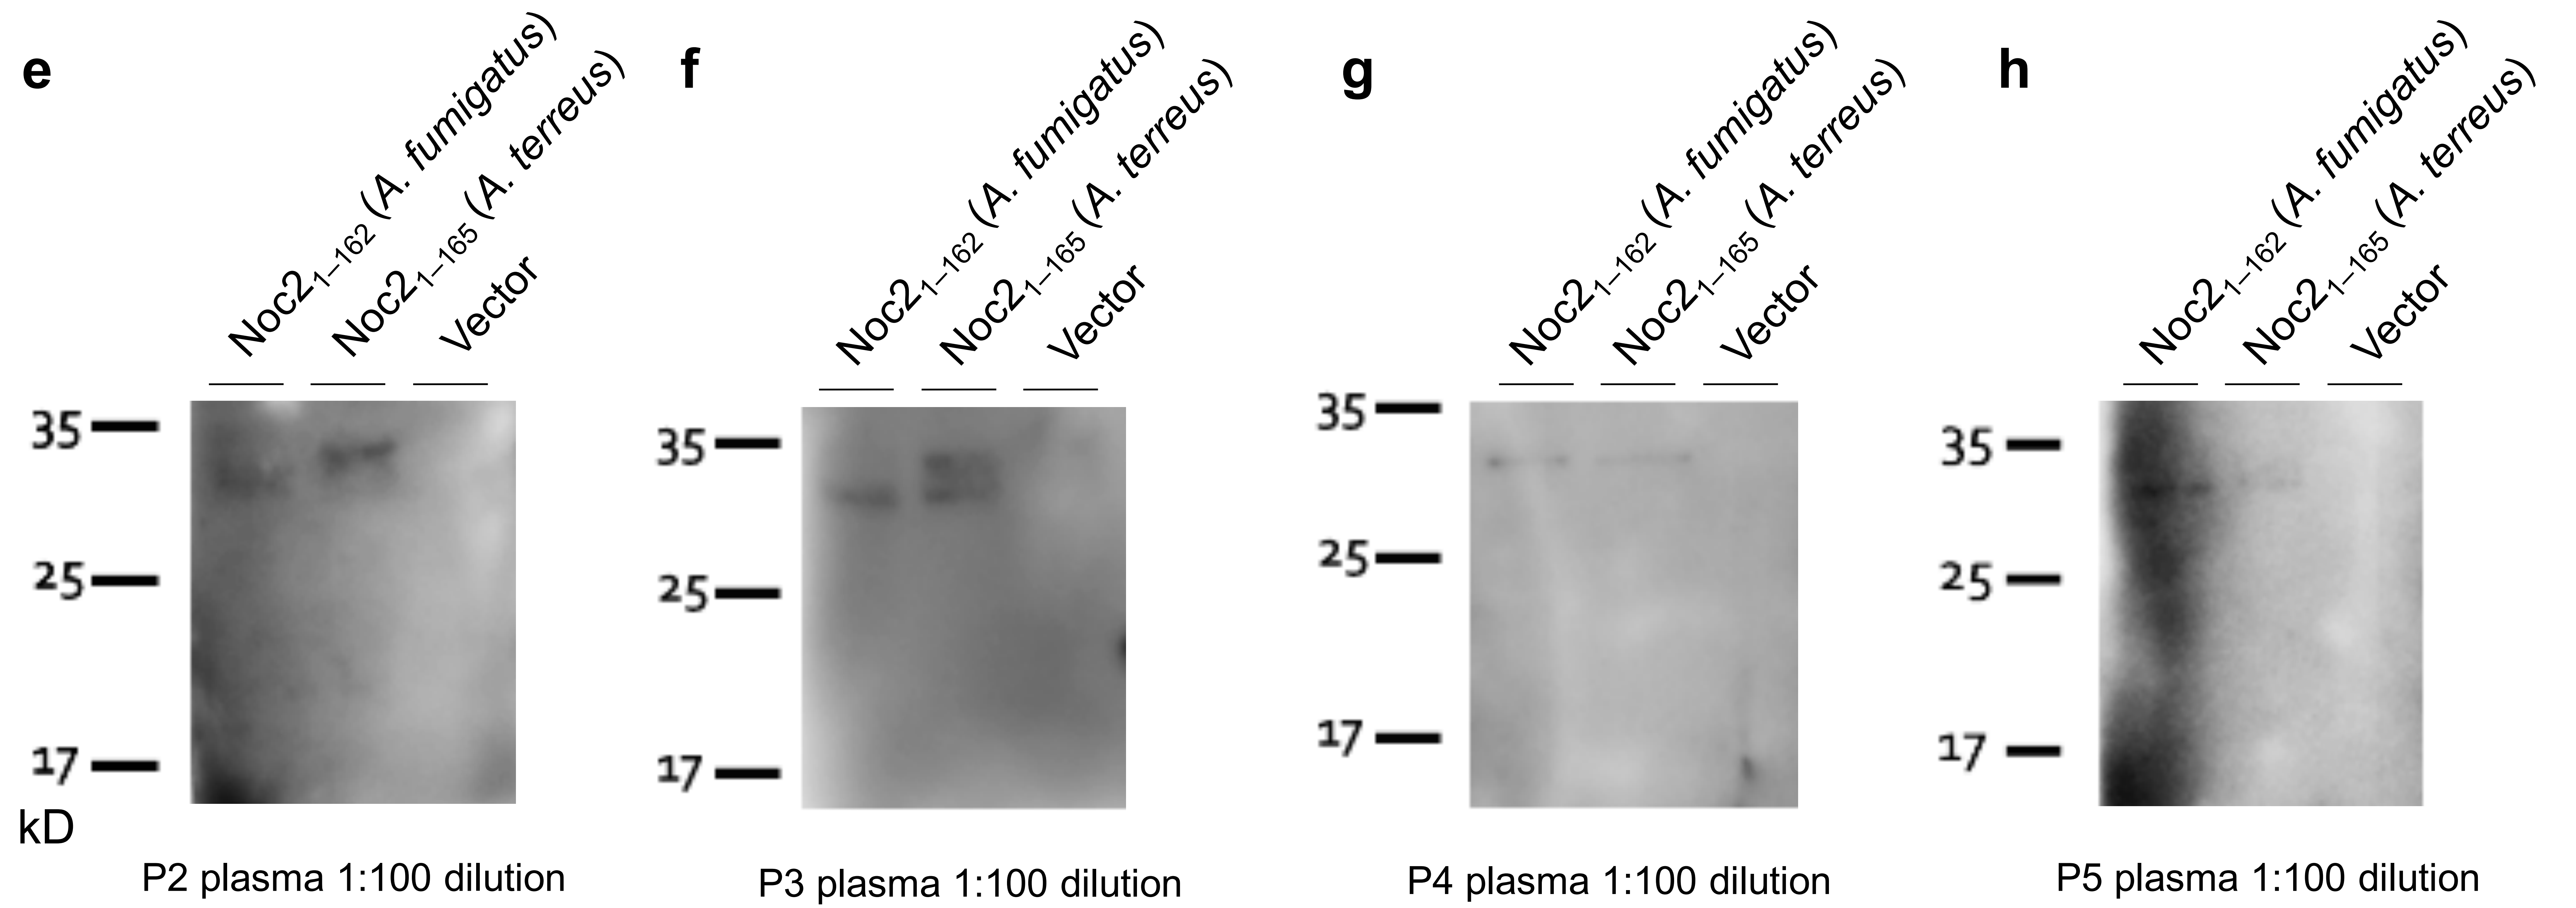 e
Noc2₁₋₁₆₂ (A. fumigatus)
Noc2₁₋₁₆₅ (A. terreus)
Vector
35
25
17
kD
P2 plasma 1:100 dilution
f
Noc2₁₋₁₆₂ (A. fumigatus)
Noc2₁₋₁₆₅ (A. terreus)
Vector
35
25
17
P3 plasma 1:100 dilution
g
Noc2₁₋₁₆₂ (A. fumigatus)
Noc2₁₋₁₆₅ (A. terreus)
Vector
35
25
17
P4 plasma 1:100 dilution
h
Noc2₁₋₁₆₂ (A. fumigatus)
Noc2₁₋₁₆₅ (A. terreus)
Vector
35
25
17
P5 plasma 1:100 dilution